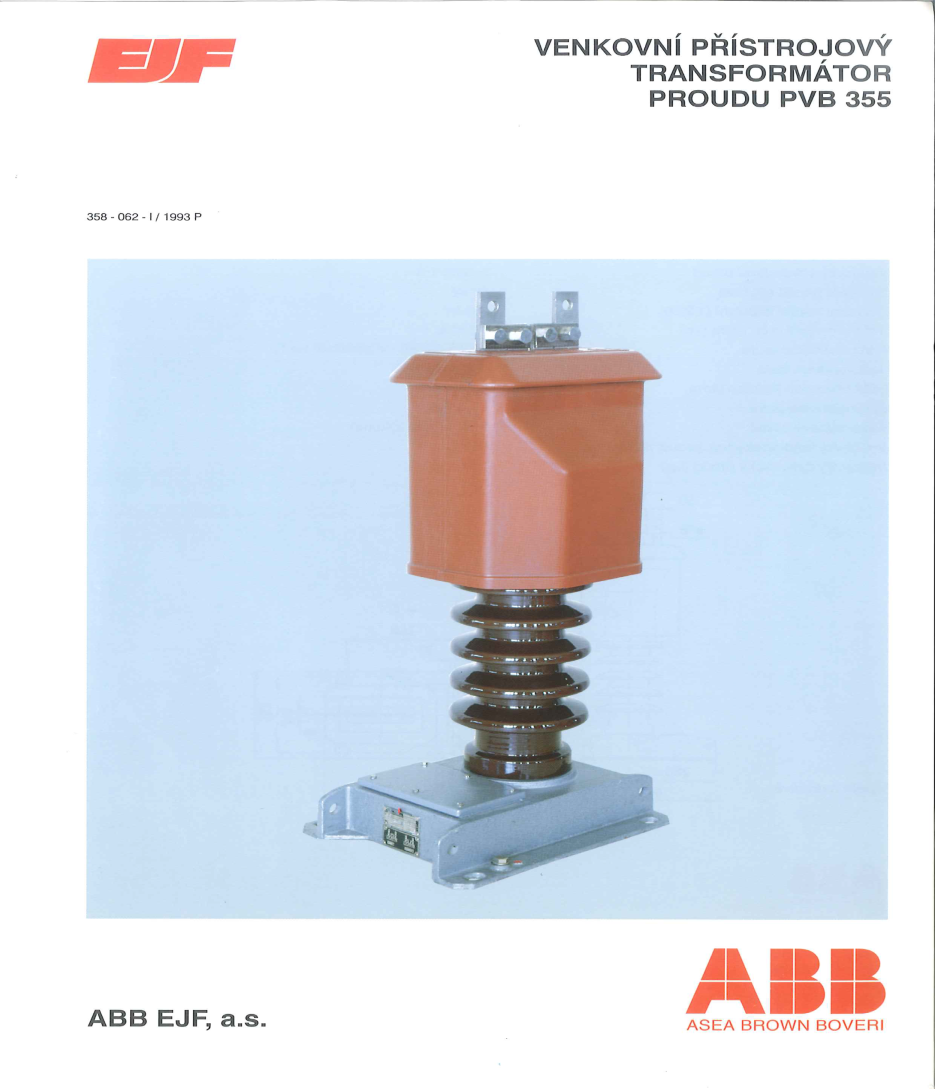 EJF
VENKOVNÍ PŘÍSTROJOVÝ
TRANSFORMÁTOR
PROUDU PVB 355
358 - 062 - I / 1993 P
ABB EJF, a.s.
ABB
ASEA BROWN BOVERI